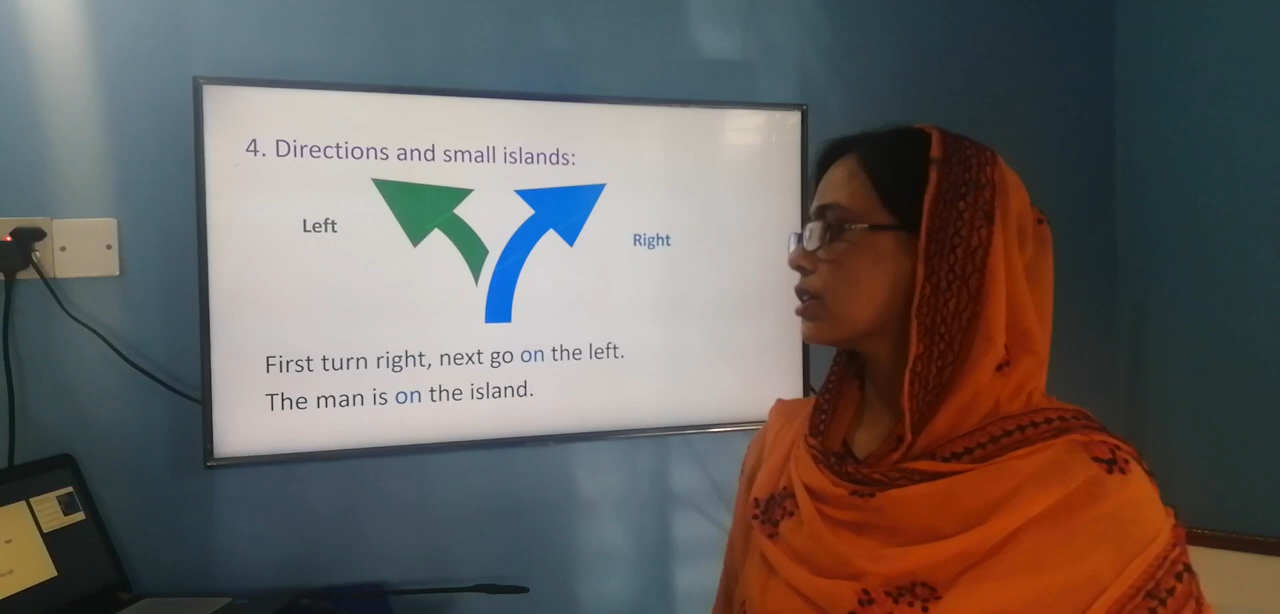 4. Directions and small islands:
Left
Right
First turn right, next go on the left.
The man is on the island.